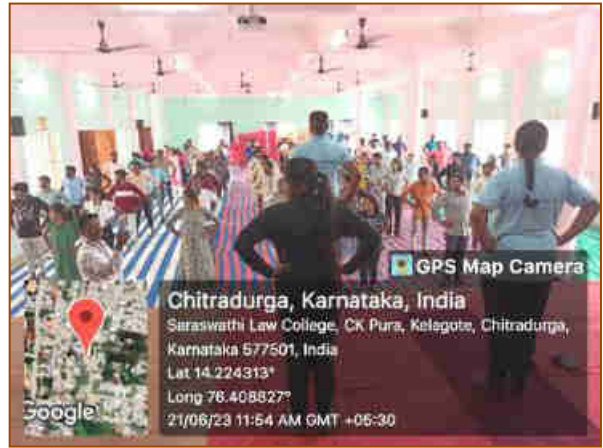 GPS Map Camera
Chitradurga, Karnataka, India
Saraswathi Law College, CK Pura, Kelegote, Chitradurga,
Karnataka 577501, India
Lat 14.224313°
Long 76.408827°
21/06/23 11:54 AM GMT +05:30
Google